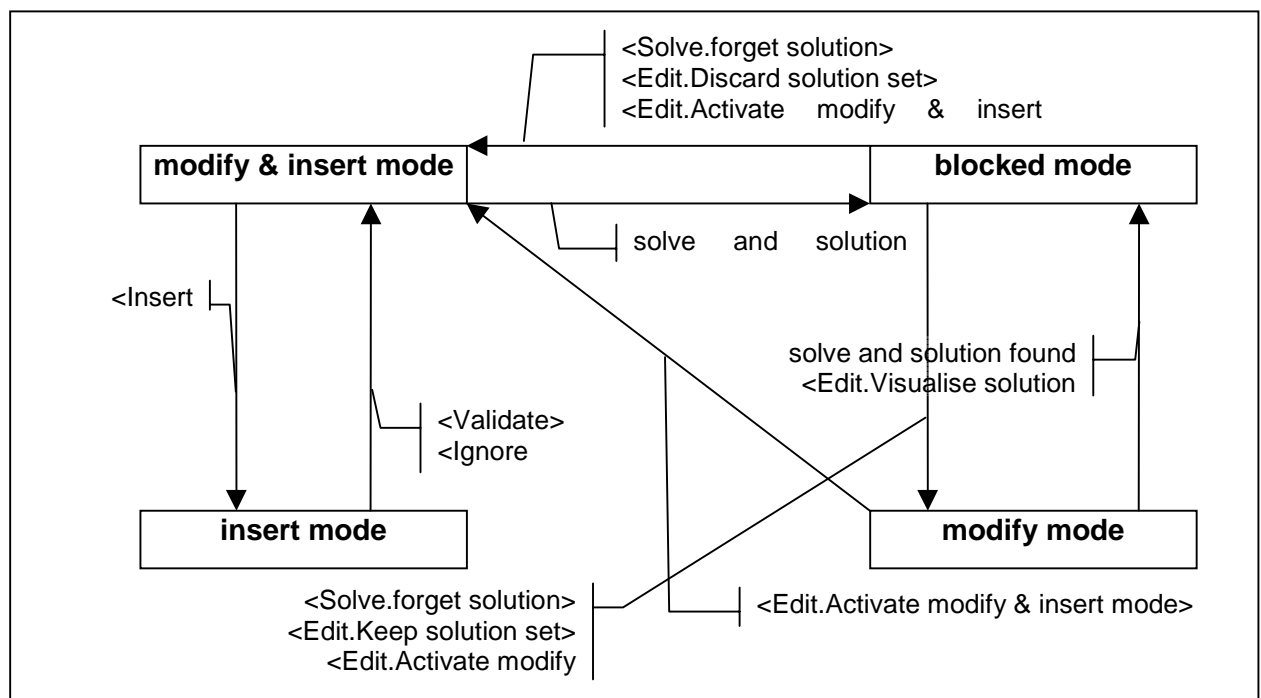 <Solve.forget solution>
<Edit.Discard solution set>
<Edit.Activate modify & insert
modify & insert mode
blocked mode
solve and solution
<Insert
solve and solution found
<Edit.Visualise solution
<Validate>
<Ignore
insert mode
modify mode
<Solve.forget solution>
<Edit.Keep solution set>
<Edit.Activate modify
<Edit.Activate modify & insert mode>